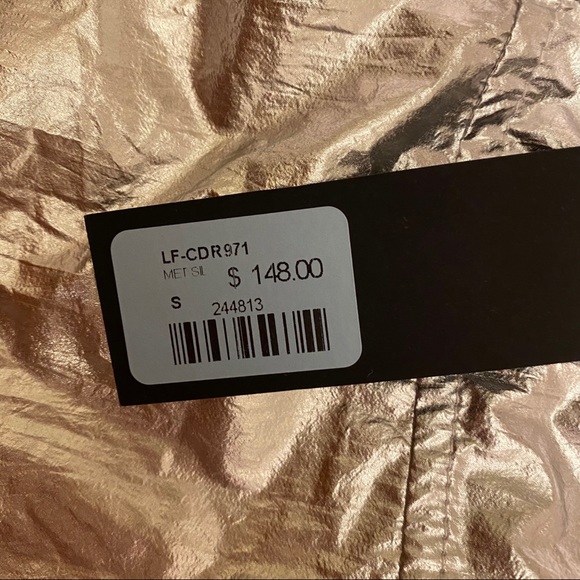 LF-CDR971
MET SIL $ 148.00
S 244813